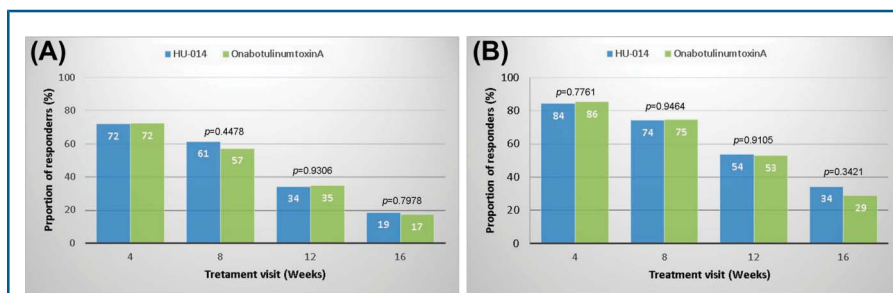 (A)
HU-014 OnabotulinumtoxinA
Prportion of responders (%)
100
80
60
40
20
0
72 72
p=0.4478
61 57
p=0.9306
34 35
p=0.7978
19 17
4 8 12 16
Tretament visit (Weeks)
(B)
HU-014 OnabotulinumtoxinA
Proportion of responders (%)
100
80
60
40
20
0
p=0.7761
84 86
p=0.9464
74 75
p=0.9105
54 53
p=0.3421
34 29
4 8 12 16
Treatment visit (Weeks)